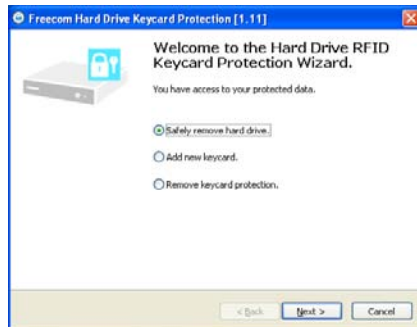 Freecom Hard Drive Keycard Protection [1.11]
Welcome to the Hard Drive RFID
Keycard Protection Wizard.
You have access to your protected data.
Safely remove hard drive.
Add new keycard.
Remove keycard protection.
< Back
Next >
Cancel